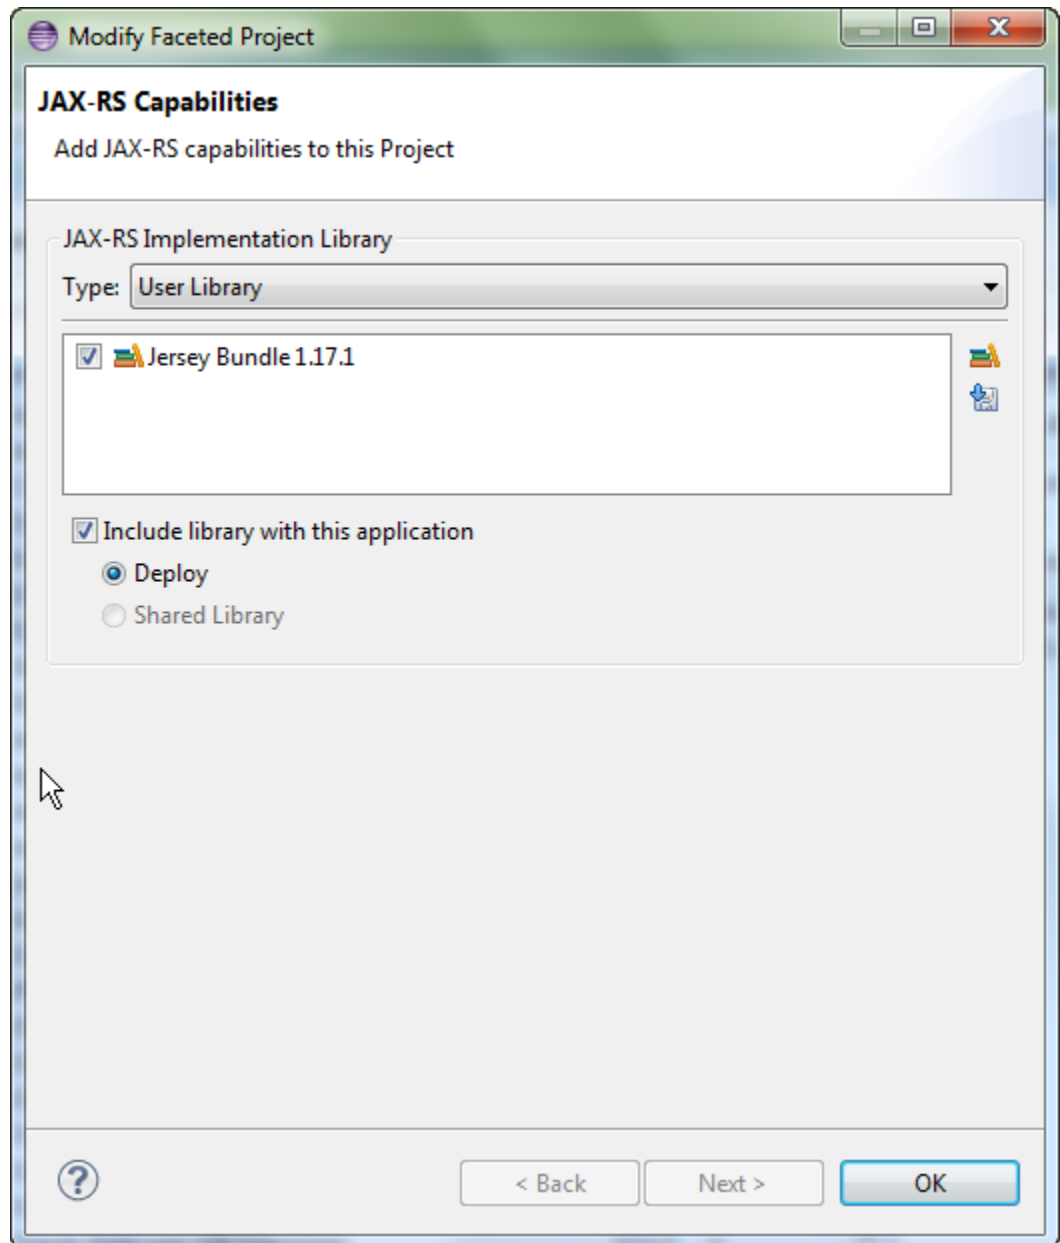 Modify Faceted Project
JAX-RS Capabilities
Add JAX-RS capabilities to this Project
JAX-RS Implementation Library
Type: User Library
Jersey Bundle 1.17.1
Include library with this application
Deploy
Shared Library
? < Back Next > OK